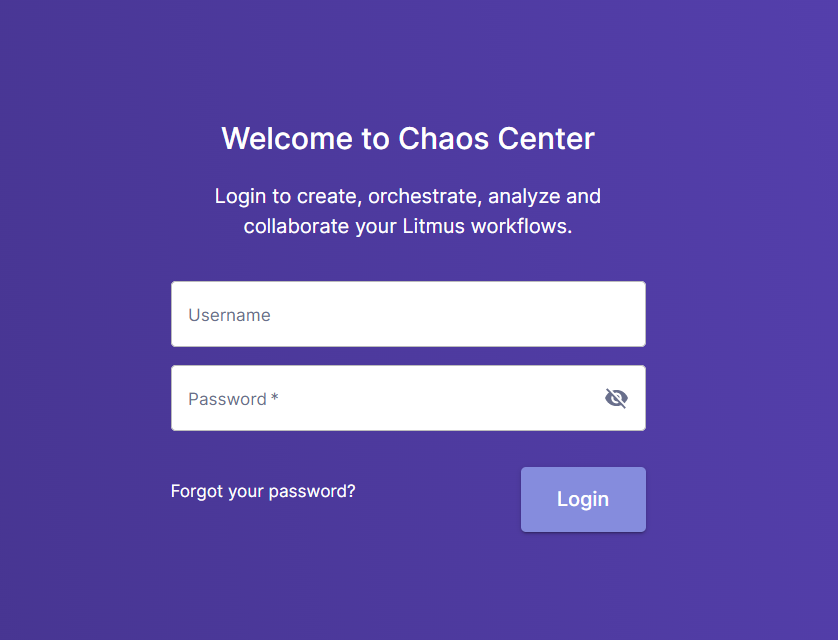 Welcome to Chaos Center
Login to create, orchestrate, analyze and
collaborate your Litmus workflows.
Username
Password *
Forgot your password?
Login